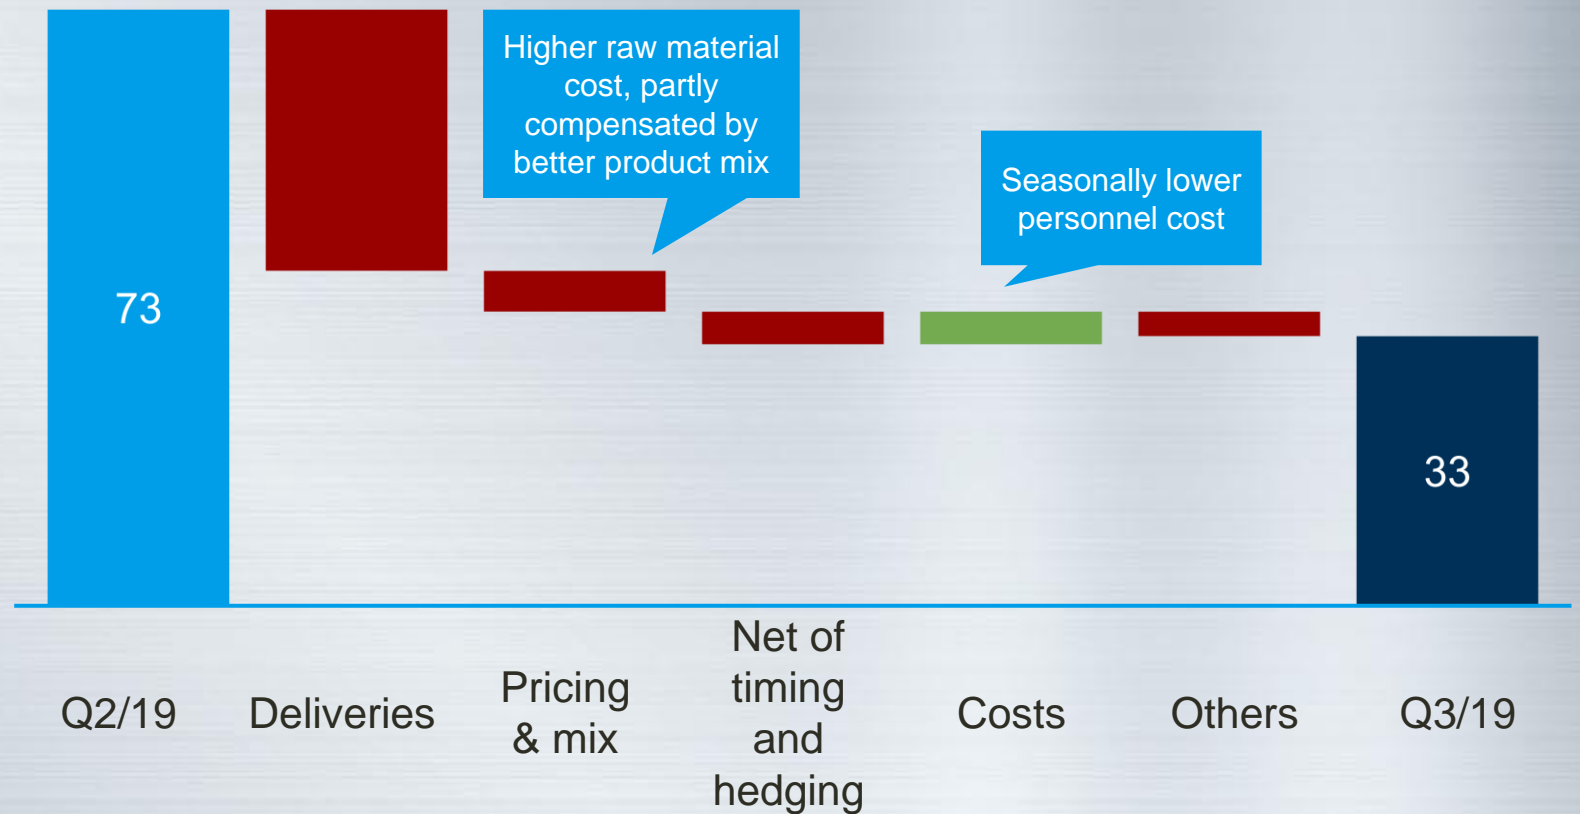 Higher raw material
cost, partly
compensated by
better product mix
Seasonally lower
personnel cost
73
33
Q2/19
Deliveries
Pricing
& mix
Net of
timing
and
hedging
Costs
Others
Q3/19